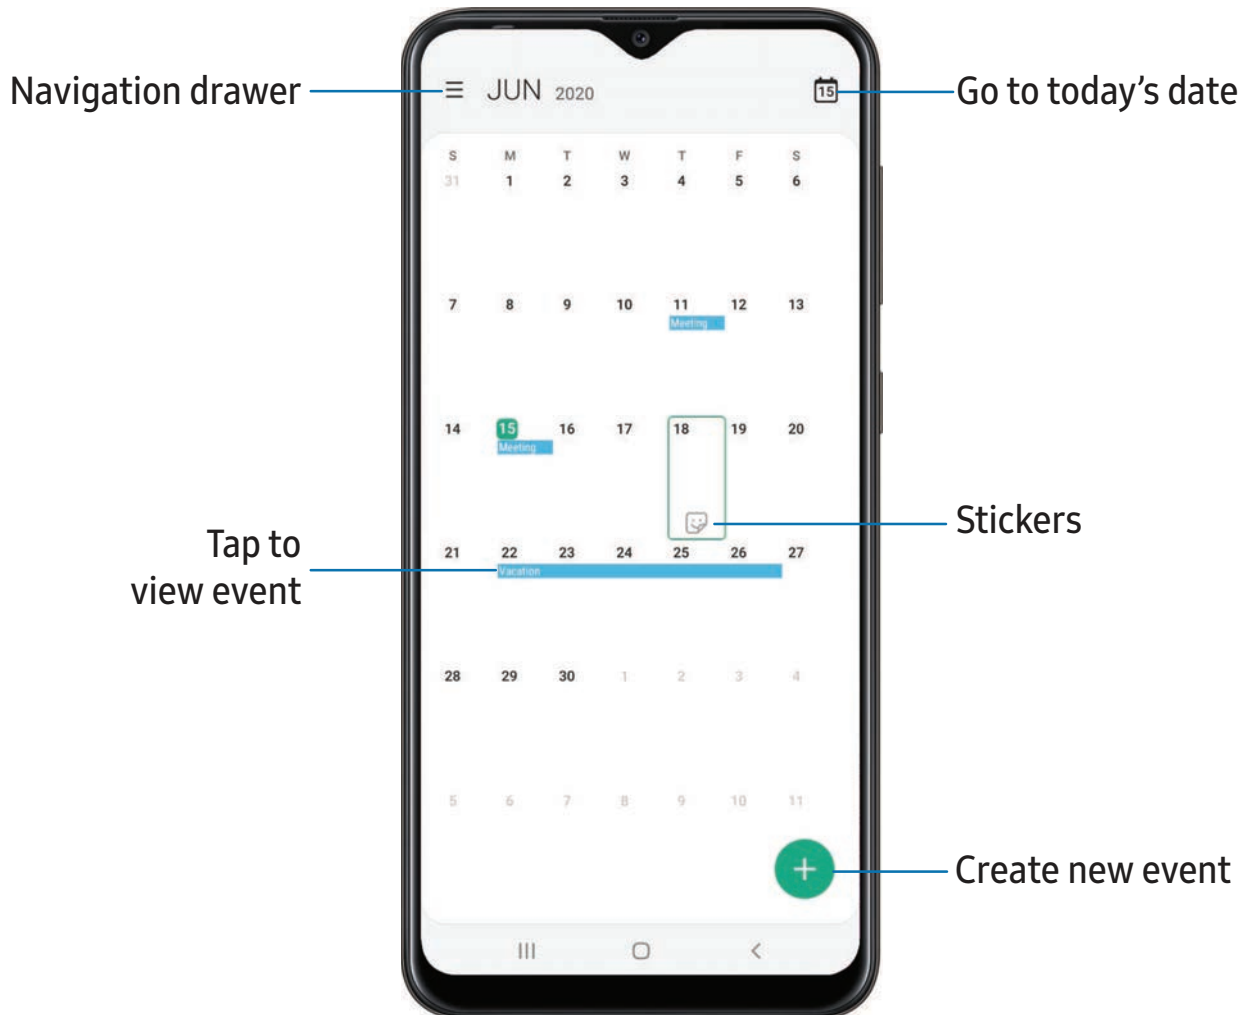 Navigation drawer
JUN 2020
15
Go to today's date
S M T W T F S
31 1 2 3 4 5 6
7 8 9 10 11 12 13
Meeting
14 15 16 17 18 19 20
Meeting
Stickers
Tap to
view event
21 22 23 24 25 26 27
Vacation
28 29 30 1 2 3 4
5 6 7 8 9 10 11
Create new event